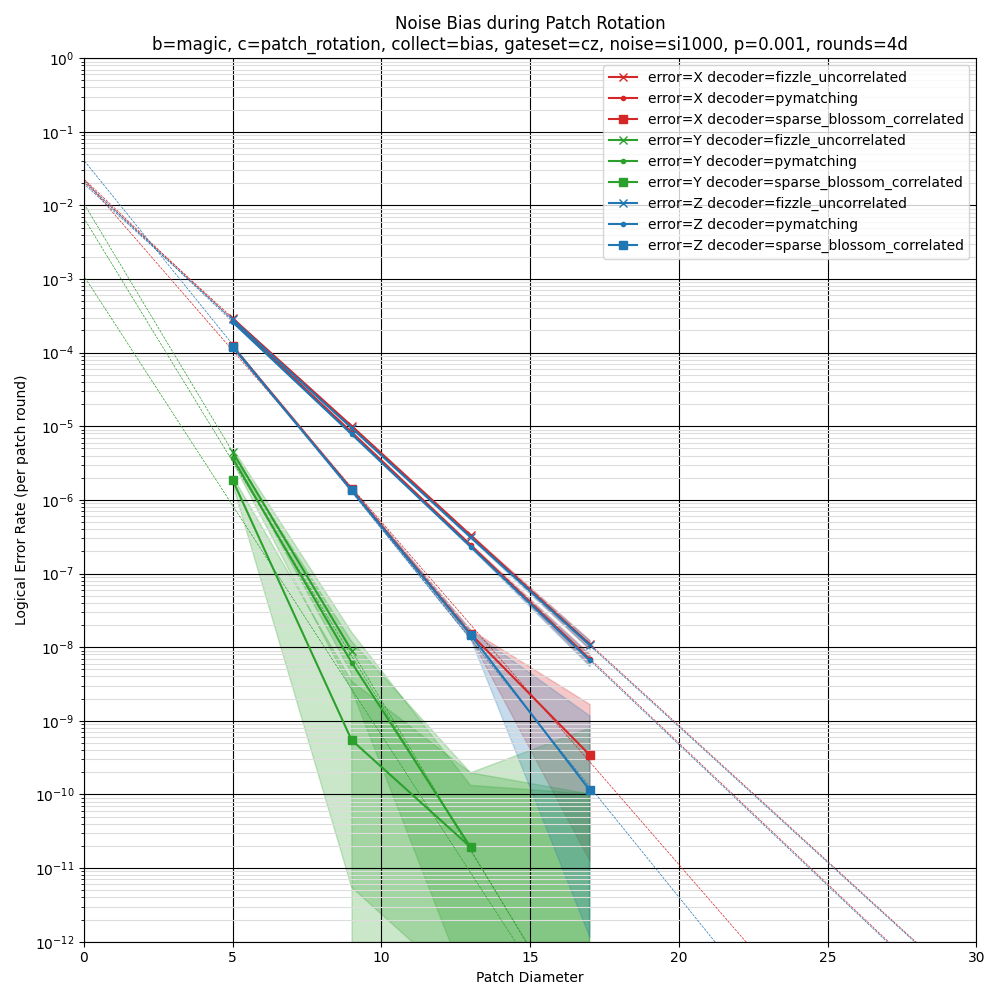 Noise Bias during Patch Rotation
b=magic, c=patch_rotation, collect=bias, gateset=cz, noise=si1000, p=0.001, rounds=4d
error=X decoder=fizzle_uncorrelated
error=X decoder=pymatching
error=X decoder=sparse_blossom_correlated
error=Y decoder=fizzle_uncorrelated
error=Y decoder=pymatching
error=Y decoder=sparse_blossom_correlated
error=Z decoder=fizzle_uncorrelated
error=Z decoder=pymatching
error=Z decoder=sparse_blossom_correlated
Logical Error Rate (per patch round)
10⁰
10⁻¹
10⁻²
10⁻³
10⁻⁴
10⁻⁵
10⁻⁶
10⁻⁷
10⁻⁸
10⁻⁹
10⁻¹⁰
10⁻¹¹
10⁻¹²
0 5 10 15 20 25 30
Patch Diameter